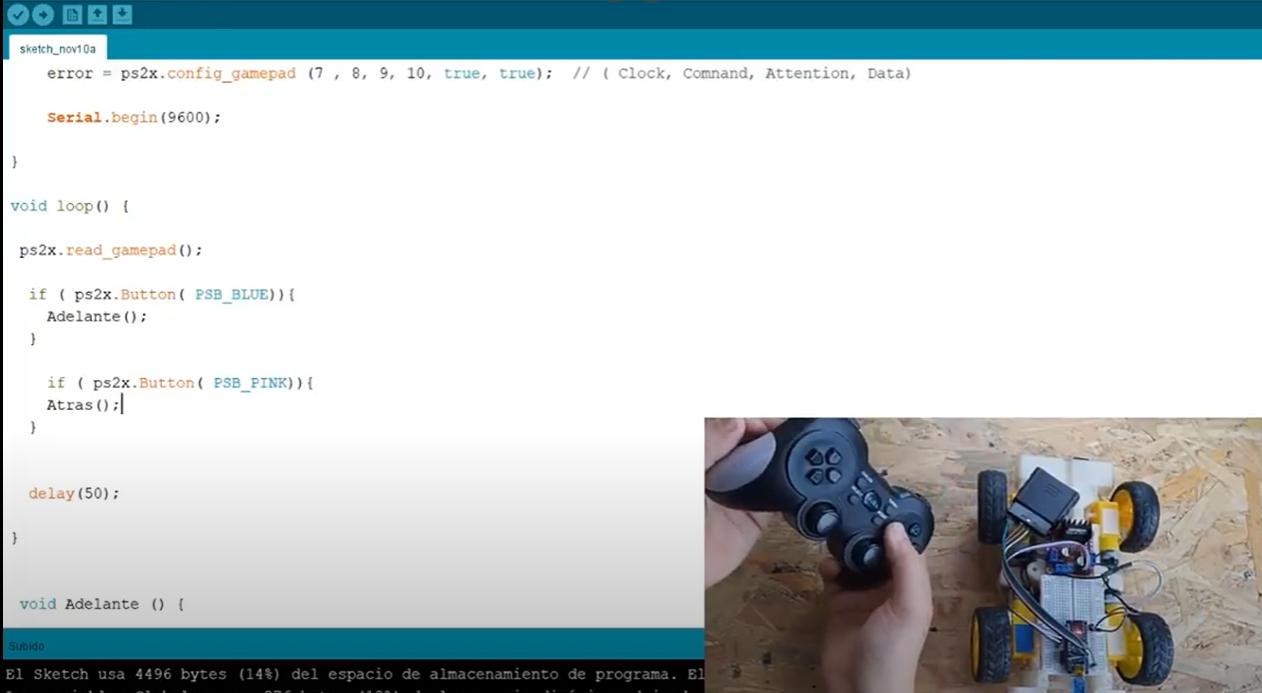 sketch_nov10a
error = ps2x.config_gamepad (7 , 8, 9, 10, true, true);  // ( Clock, Comnand, Attention, Data)
Serial.begin(9600);
}
void loop() {
ps2x.read_gamepad();
if ( ps2x.Button( PSB_BLUE)){
Adelante();
}
if ( ps2x.Button( PSB_PINK)){
Atras();
}
delay(50);
}
void Adelante () {
Subido
El Sketch usa 4496 bytes (14%) del espacio de almacenamiento de programa. El